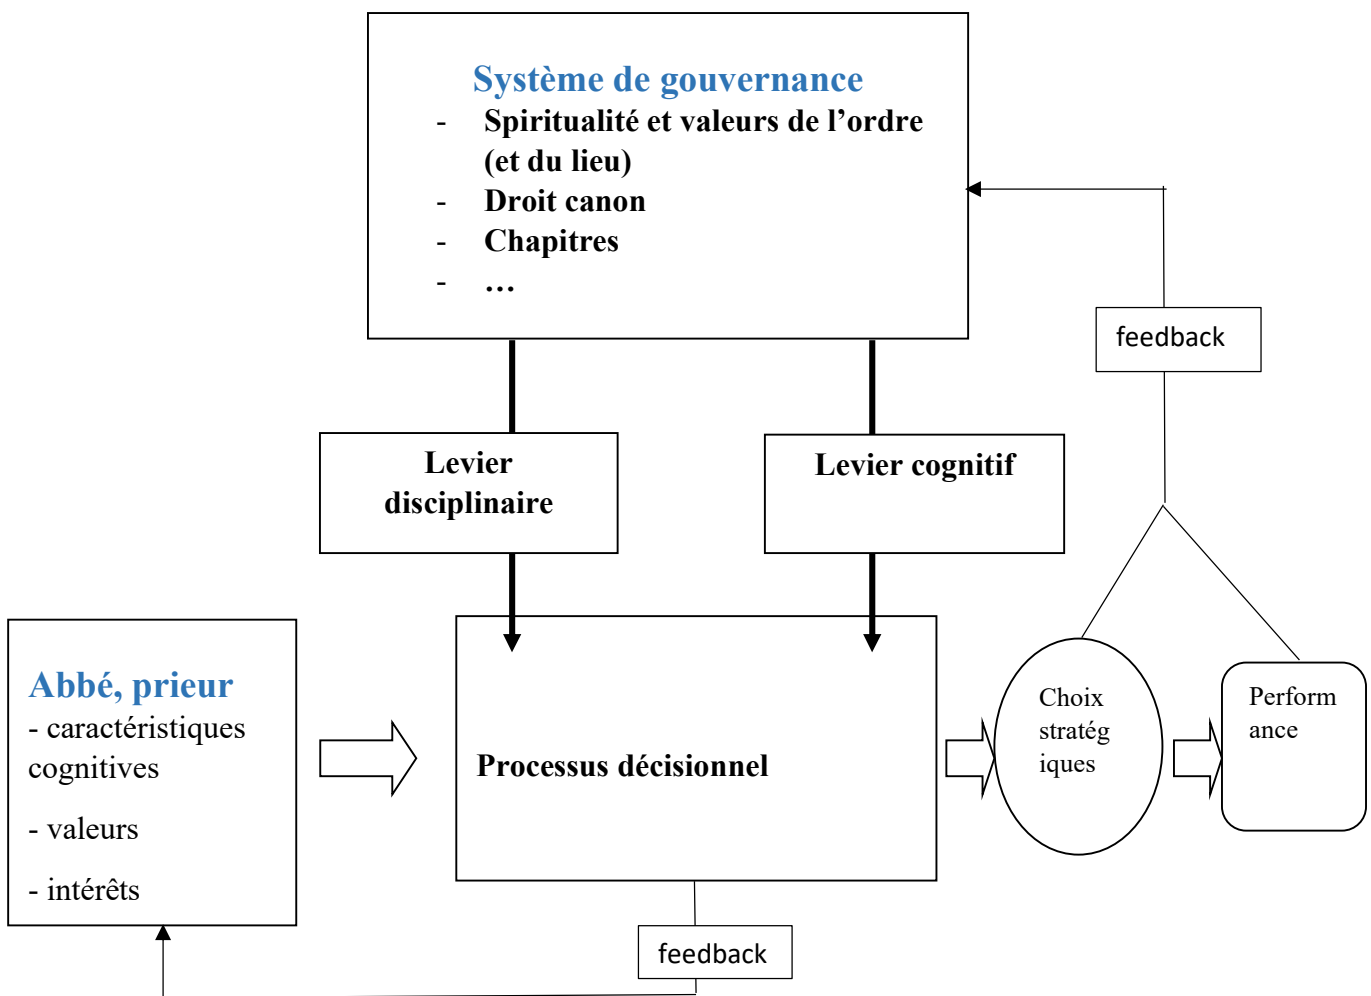 Système de gouvernance
- Spiritualité et valeurs de l’ordre
(et du lieu)
- Droit canon
- Chapitres
- …
feedback
Levier
disciplinaire
Levier cognitif
Abbé, prieur
- caractéristiques
cognitives
- valeurs
- intérêts
Processus décisionnel
Choix
stratég
iques
Perform
ance
feedback